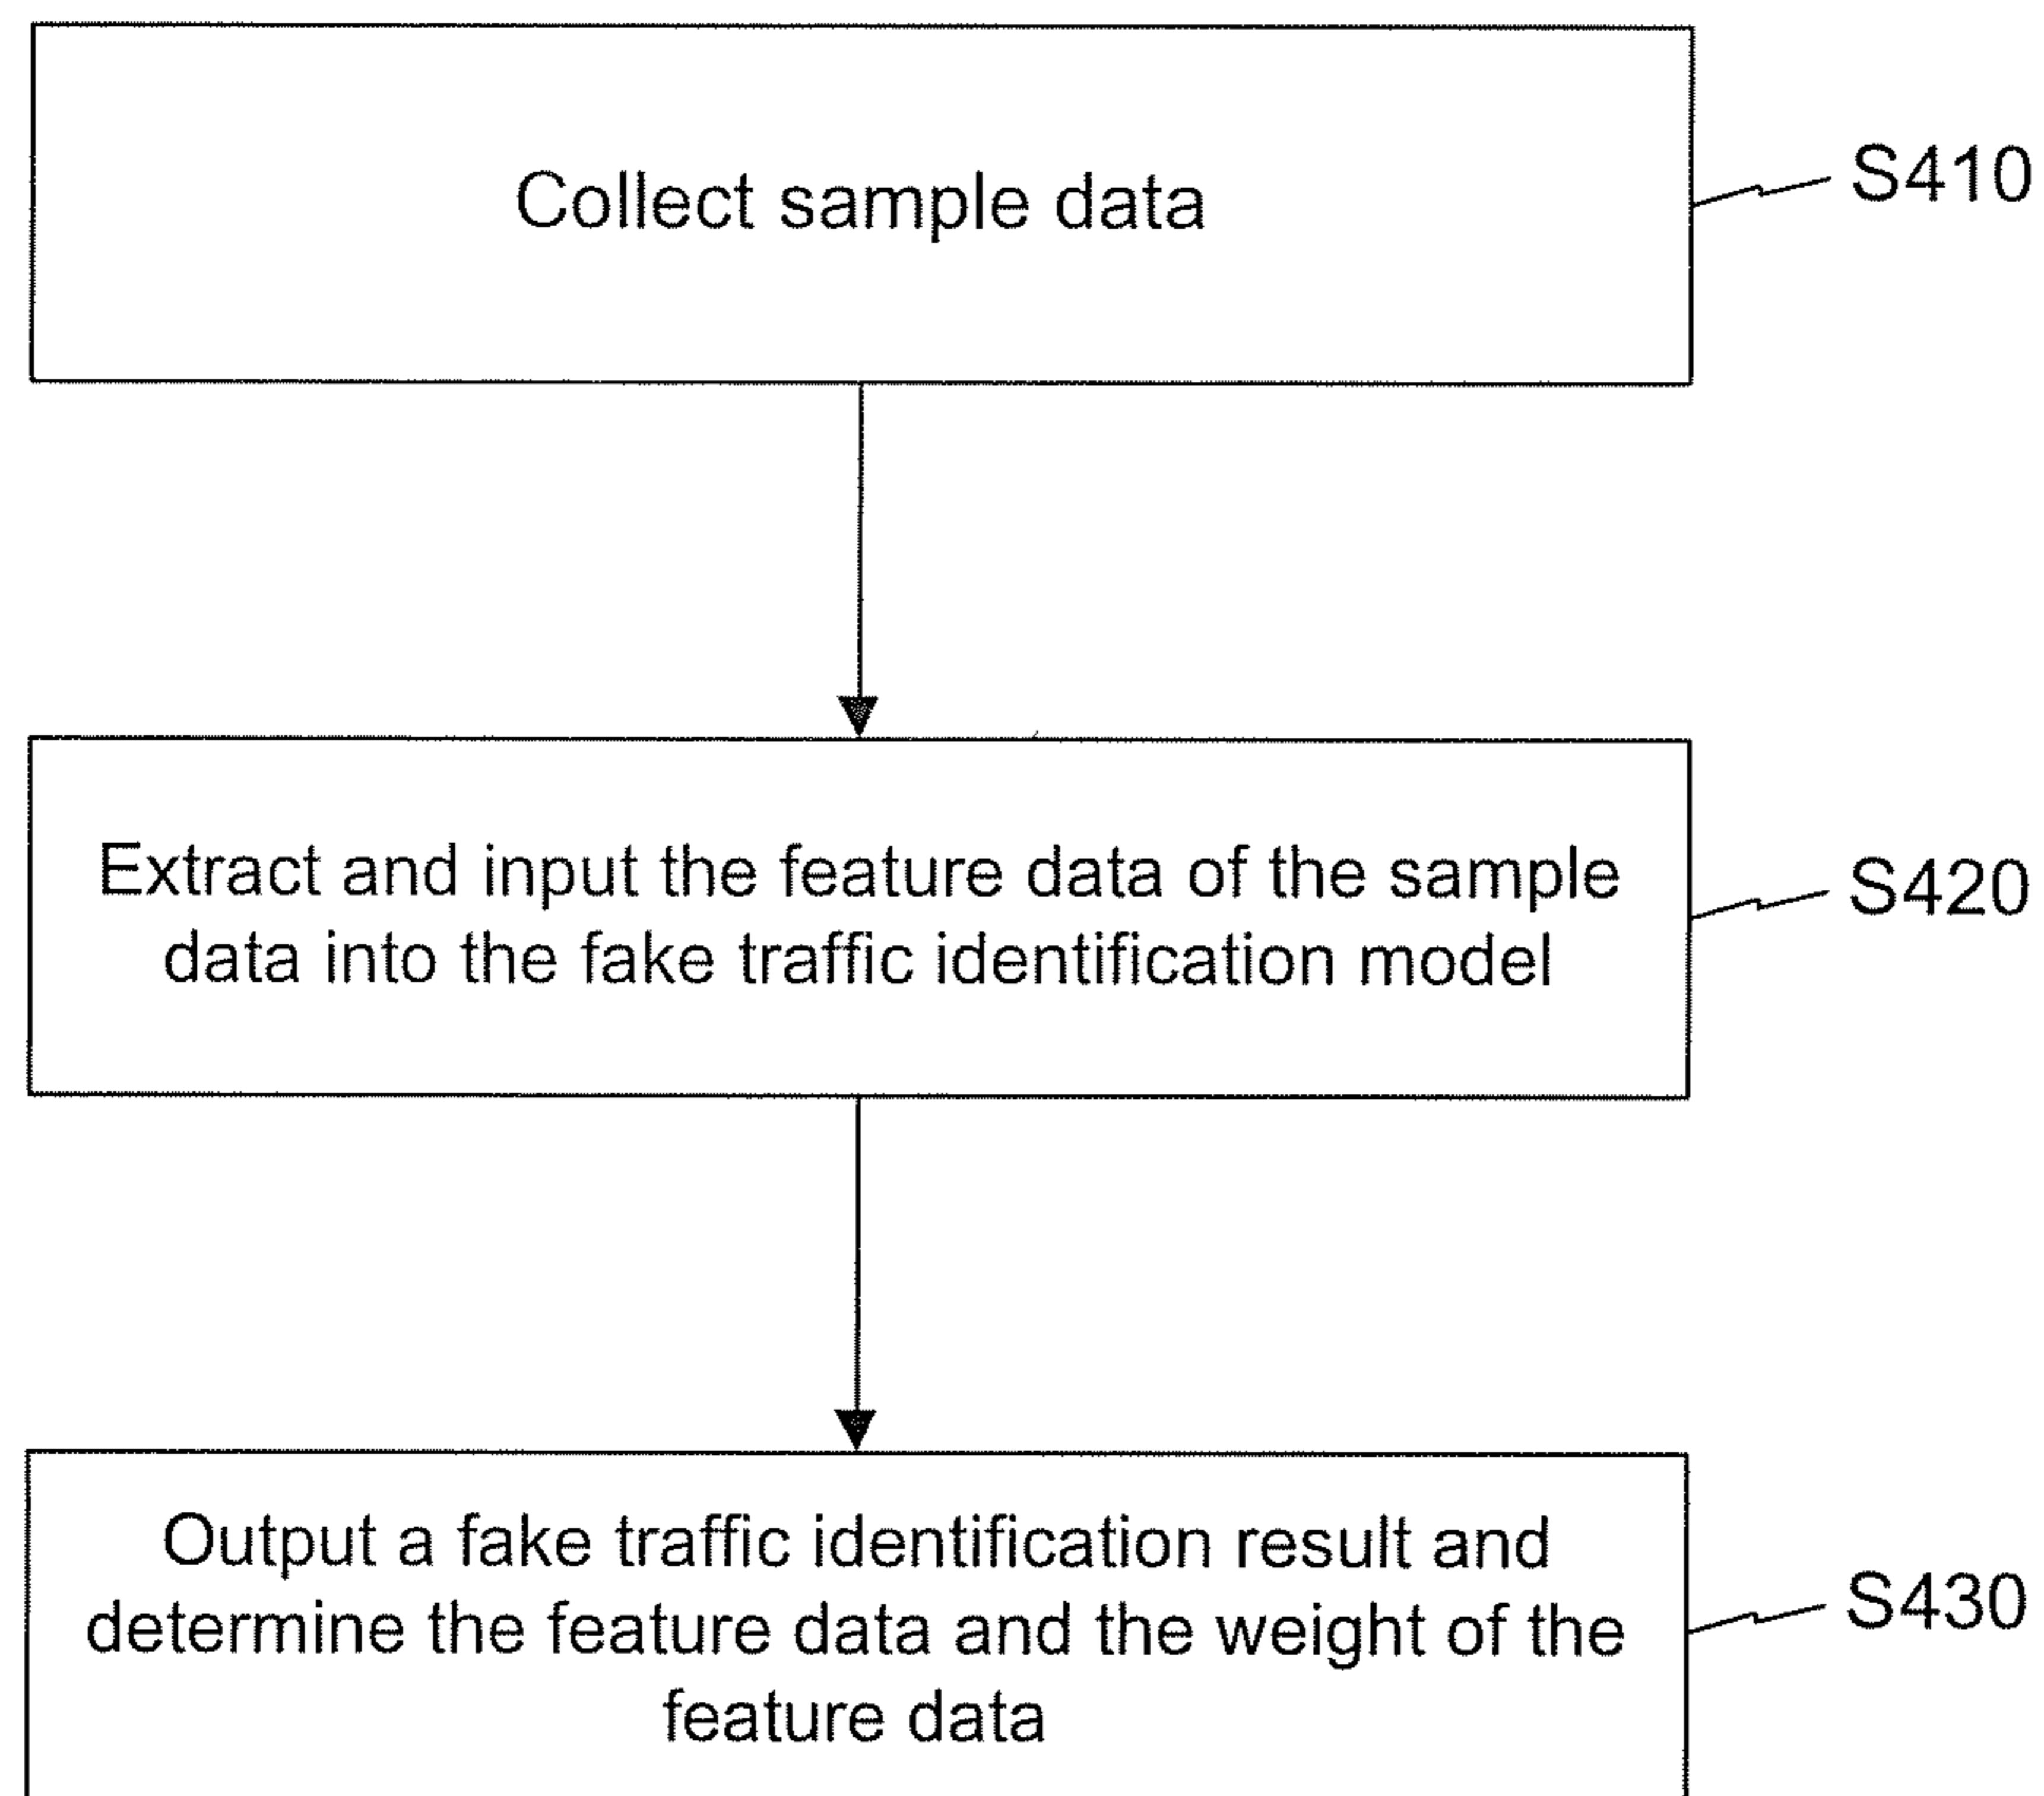 Collect sample data
S410
Extract and input the feature data of the sample
data into the fake traffic identification model
S420
Output a fake traffic identification result and
determine the feature data and the weight of the
feature data
S430